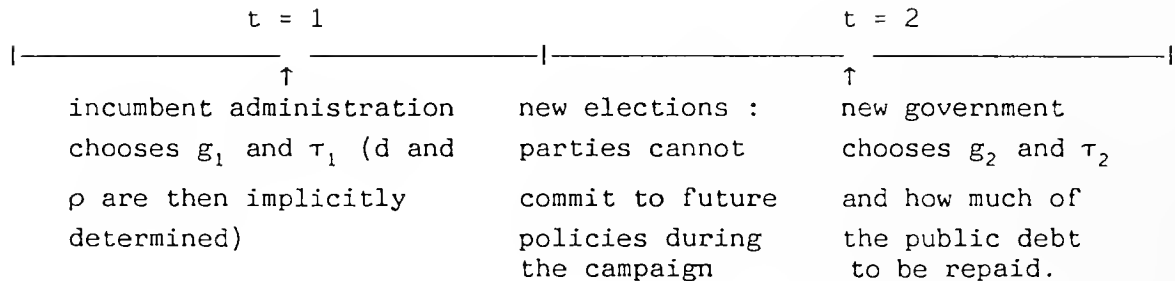 t = 1 t = 2
↑ ↑
incumbent administration new elections : new government
chooses g₁ and τ₁ (d and parties cannot chooses g₂ and τ₂
ρ are then implicitly commit to future and how much of
determined) policies during the public debt
the campaign to be repaid.